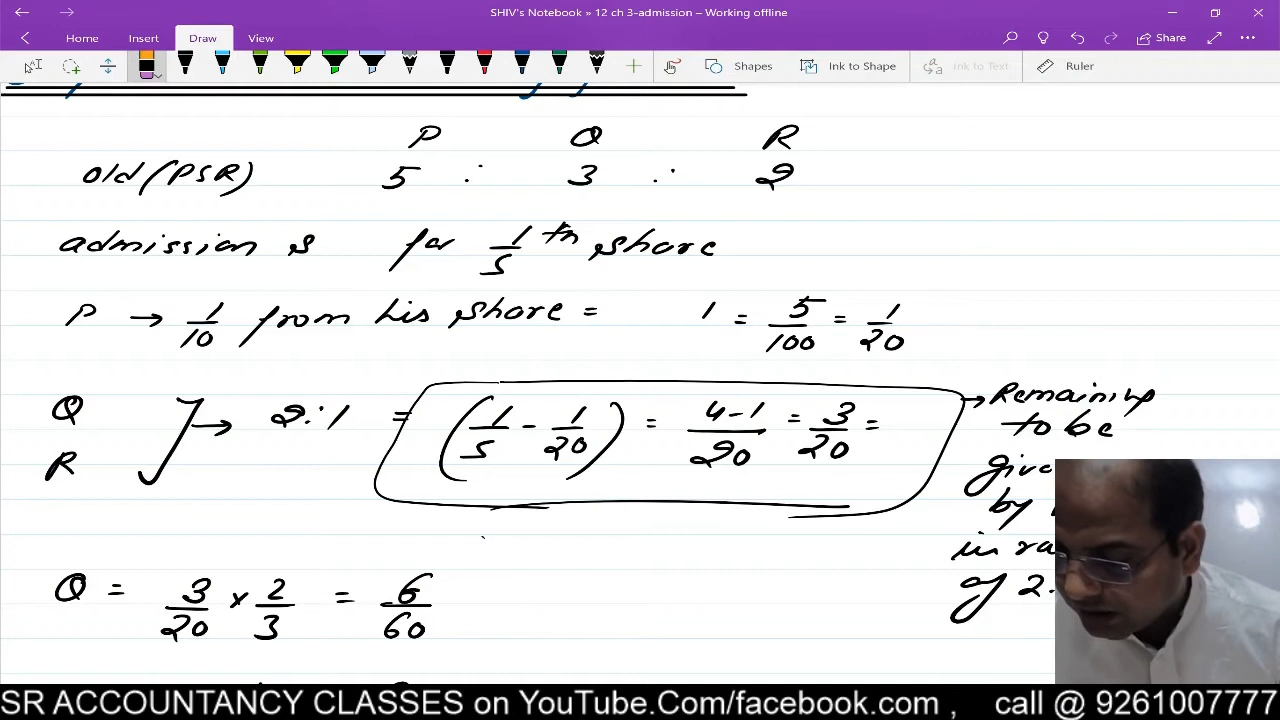 SHIV's Notebook » 12 ch 3-admission – Working offline
Home Insert Draw View Share
Shapes Ink to Shape Ink to Text Ruler
P Q R
old (PSR) 5 : 3 : 2
admission is for 1/5 th share
P → 1/10 from his share = 1 = 5/100 = 1/20
Q
R
→ 2:1 = (1/5 - 1/20) = 4-1/20 = 3/20 =
→ Remaining
to be
give
by
in ra
of 2:
Q = 3/20 × 2/3 = 6/60
SR ACCOUNTANCY CLASSES on YouTube.Com/facebook.com , call @ 9261007777